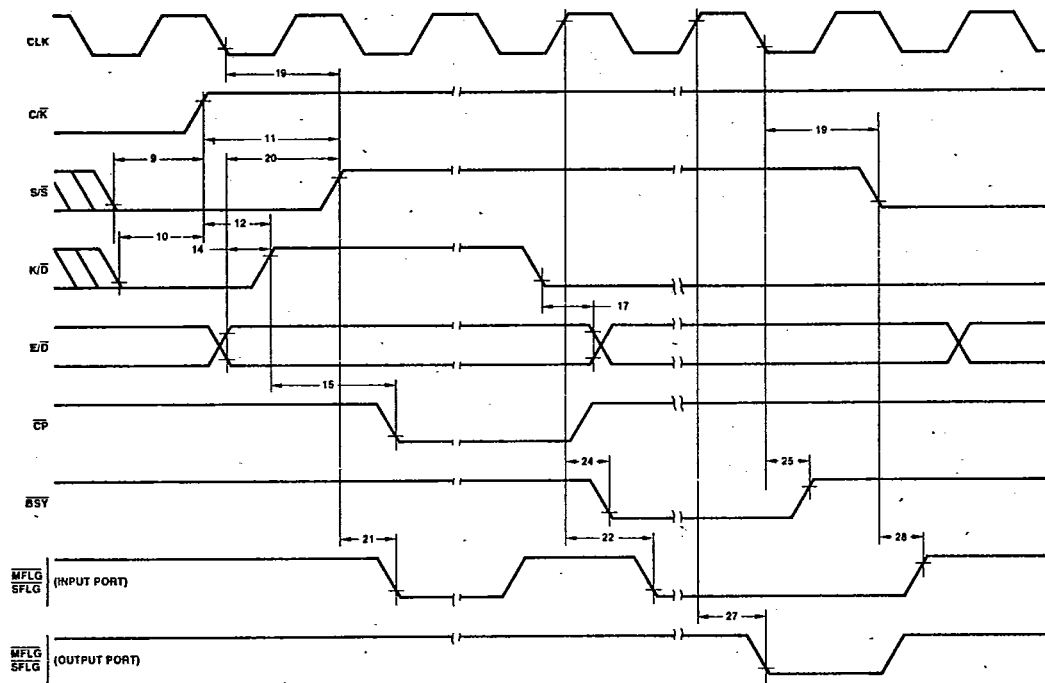 CLK
19
C/K̅
11
19
9
20
S/S̅
12
10
14
K/D̅
17
E/D̅
15
C̅P̅
24
25
B̅S̅Y̅
21
22
28
M̅F̅L̅G̅
S̅F̅L̅G̅ (INPUT PORT)
27
M̅F̅L̅G̅
S̅F̅L̅G̅ (OUTPUT PORT)